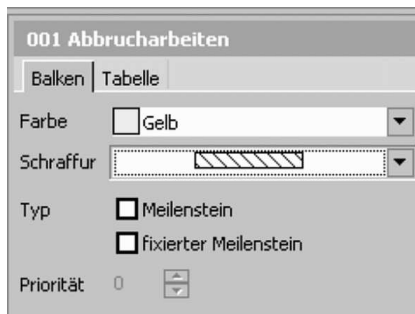 001 Abbrucharbeiten
Balken Tabelle
Farbe Gelb
Schraffur
Typ Meilenstein
fixierter Meilenstein
Priorität 0